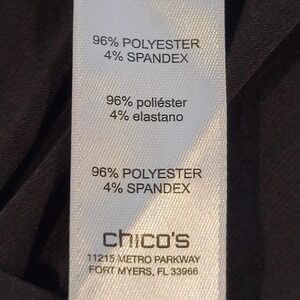 96% POLYESTER
4% SPANDEX
96% poliéster
4% elastano
96% POLYESTER
4% SPANDEX
chico's
11215 METRO PARKWAY
FORT MYERS, FL 33966